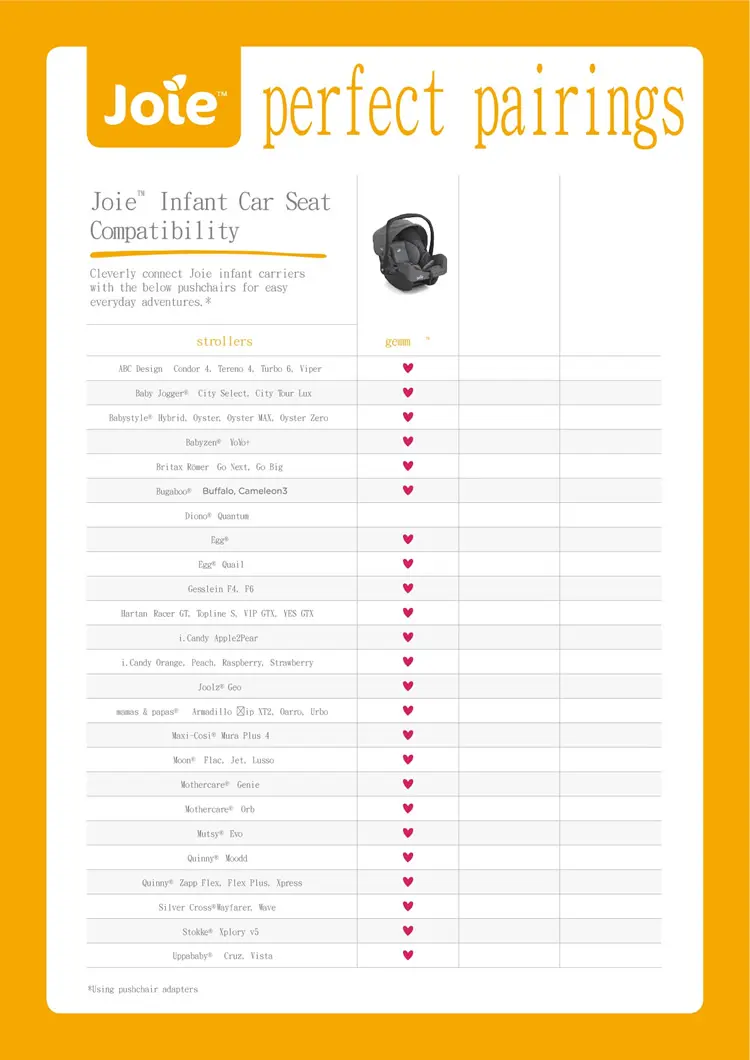 Joie™ perfect pairings
Joie™ Infant Car Seat
Compatibility
Cleverly connect Joie infant carriers
with the below pushchairs for easy
everyday adventures.*
strollers gemm ™
ABC Design Condor 4, Tereno 4, Turbo 6, Viper
Baby Jogger® City Select, City Tour Lux
Babystyle® Hybrid, Oyster, Oyster MAX, Oyster Zero
Babyzen® YoYo+
Britax Römer Go Next, Go Big
Bugaboo® Buffalo, Cameleon3
Diono® Quantum
Egg®
Egg® Quail
Gesslein F4, F6
Hartan Racer GT, Topline S, VIP GTX, YES GTX
i.Candy Apple2Pear
i.Candy Orange, Peach, Raspberry, Strawberry
Joolz® Geo
mamas & papas® Armadillo ip XT2, Oarro, Urbo
Maxi-Cosi® Mura Plus 4
Moon® Flac, Jet, Lusso
Mothercare® Genie
Mothercare® Orb
Mutsy® Evo
Quinny® Moodd
Quinny® Zapp Flex, Flex Plus, Xpress
Silver Cross®Wayfarer, Wave
Stokke® Xplory v5
Uppababy® Cruz, Vista
*Using pushchair adapters